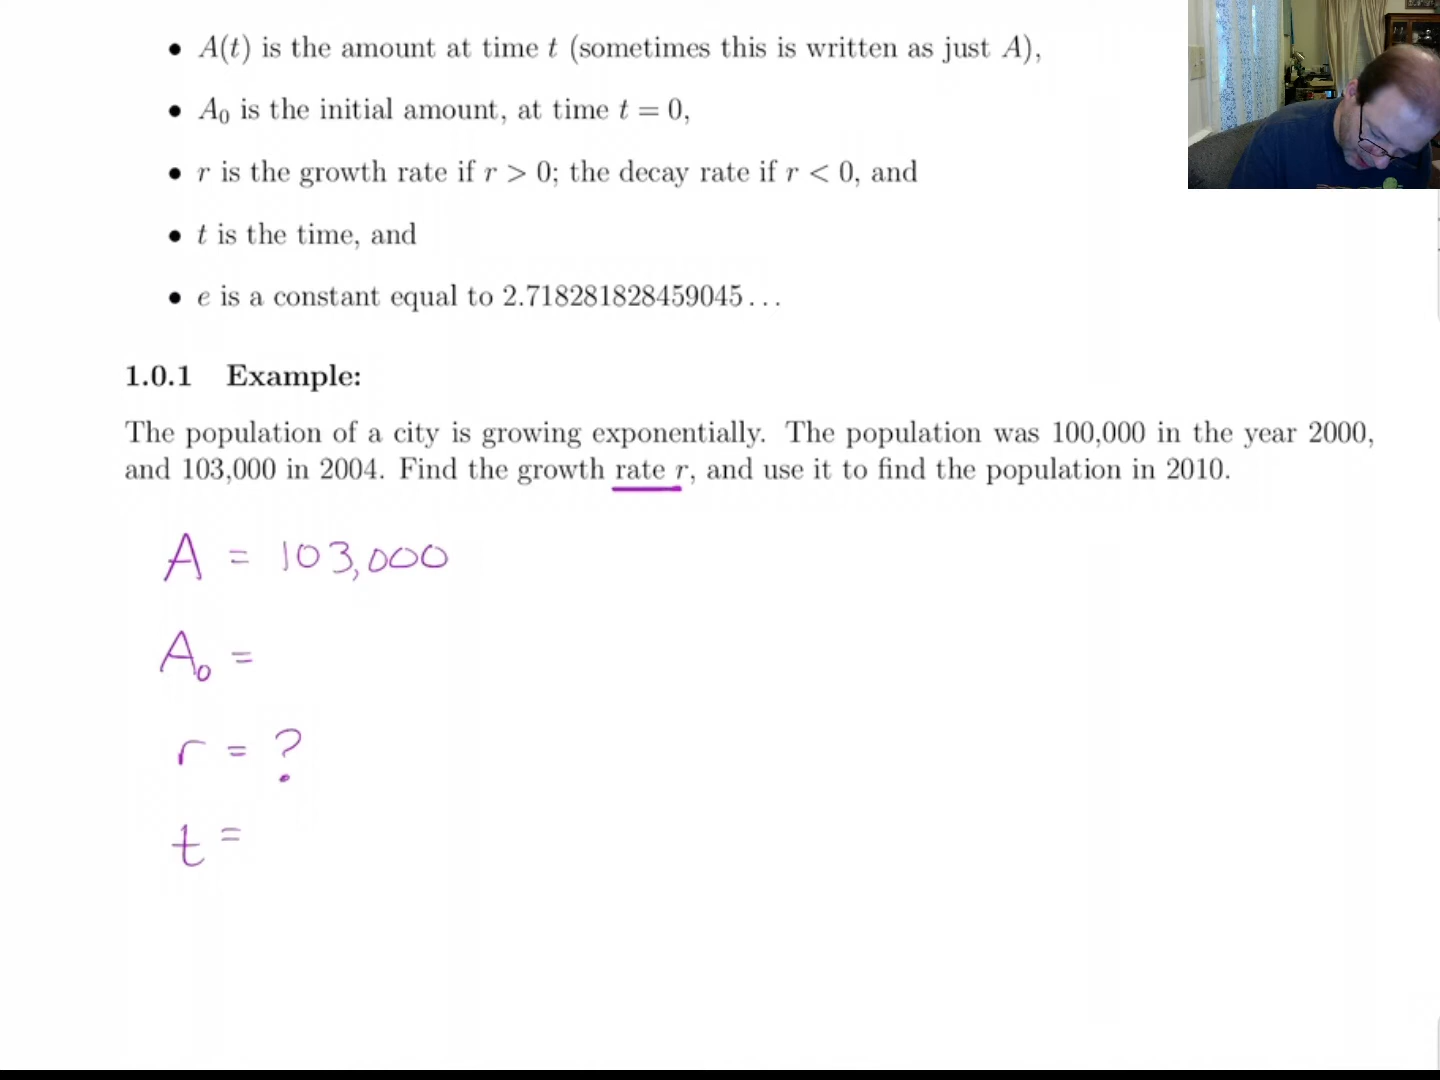 • A(t) is the amount at time t (sometimes this is written as just A),
• A₀ is the initial amount, at time t = 0,
• r is the growth rate if r > 0; the decay rate if r < 0, and
• t is the time, and
• e is a constant equal to 2.718281828459045...
1.0.1 Example:
The population of a city is growing exponentially. The population was 100,000 in the year 2000,
and 103,000 in 2004. Find the growth rate r, and use it to find the population in 2010.
A = 103,000
A₀ =
r = ?
t =